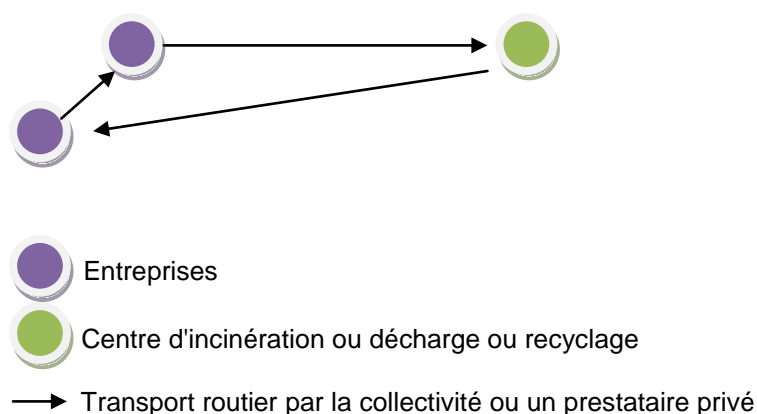 Entreprises
Centre d'incinération ou décharge ou recyclage
Transport routier par la collectivité ou un prestataire privé